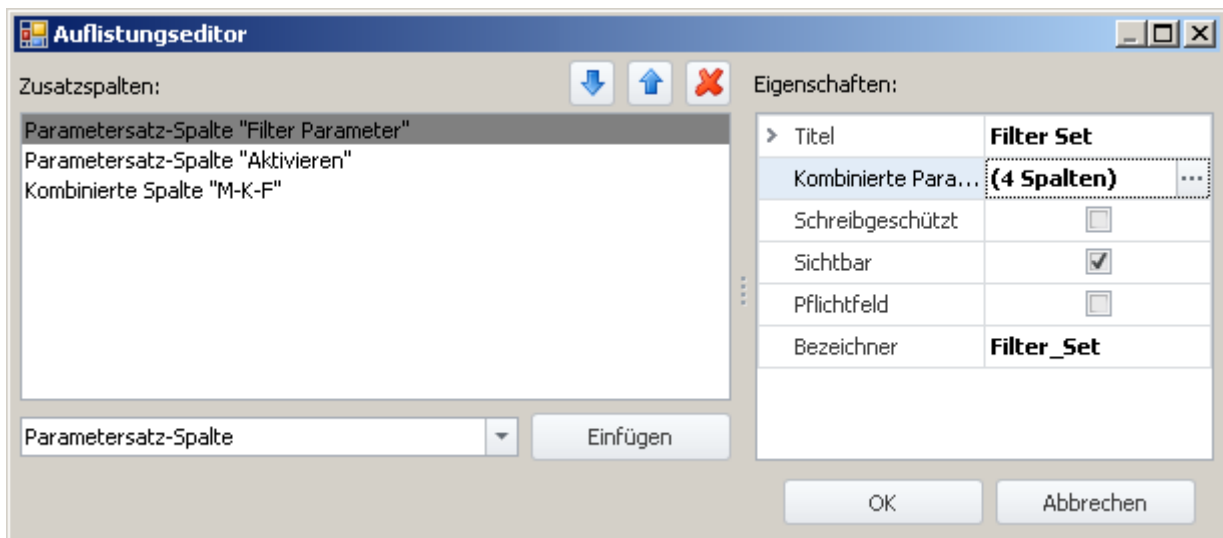 Auflistungseditor
Zusatzspalten:
Parametersatz-Spalte "Filter Parameter"
Parametersatz-Spalte "Aktivieren"
Kombinierte Spalte "M-K-F"
Parametersatz-Spalte
Einfügen
Eigenschaften:
Titel Filter Set
Kombinierte Para... (4 Spalten) ...
Schreibgeschützt
Sichtbar
Pflichtfeld
Bezeichner Filter_Set
OK Abbrechen